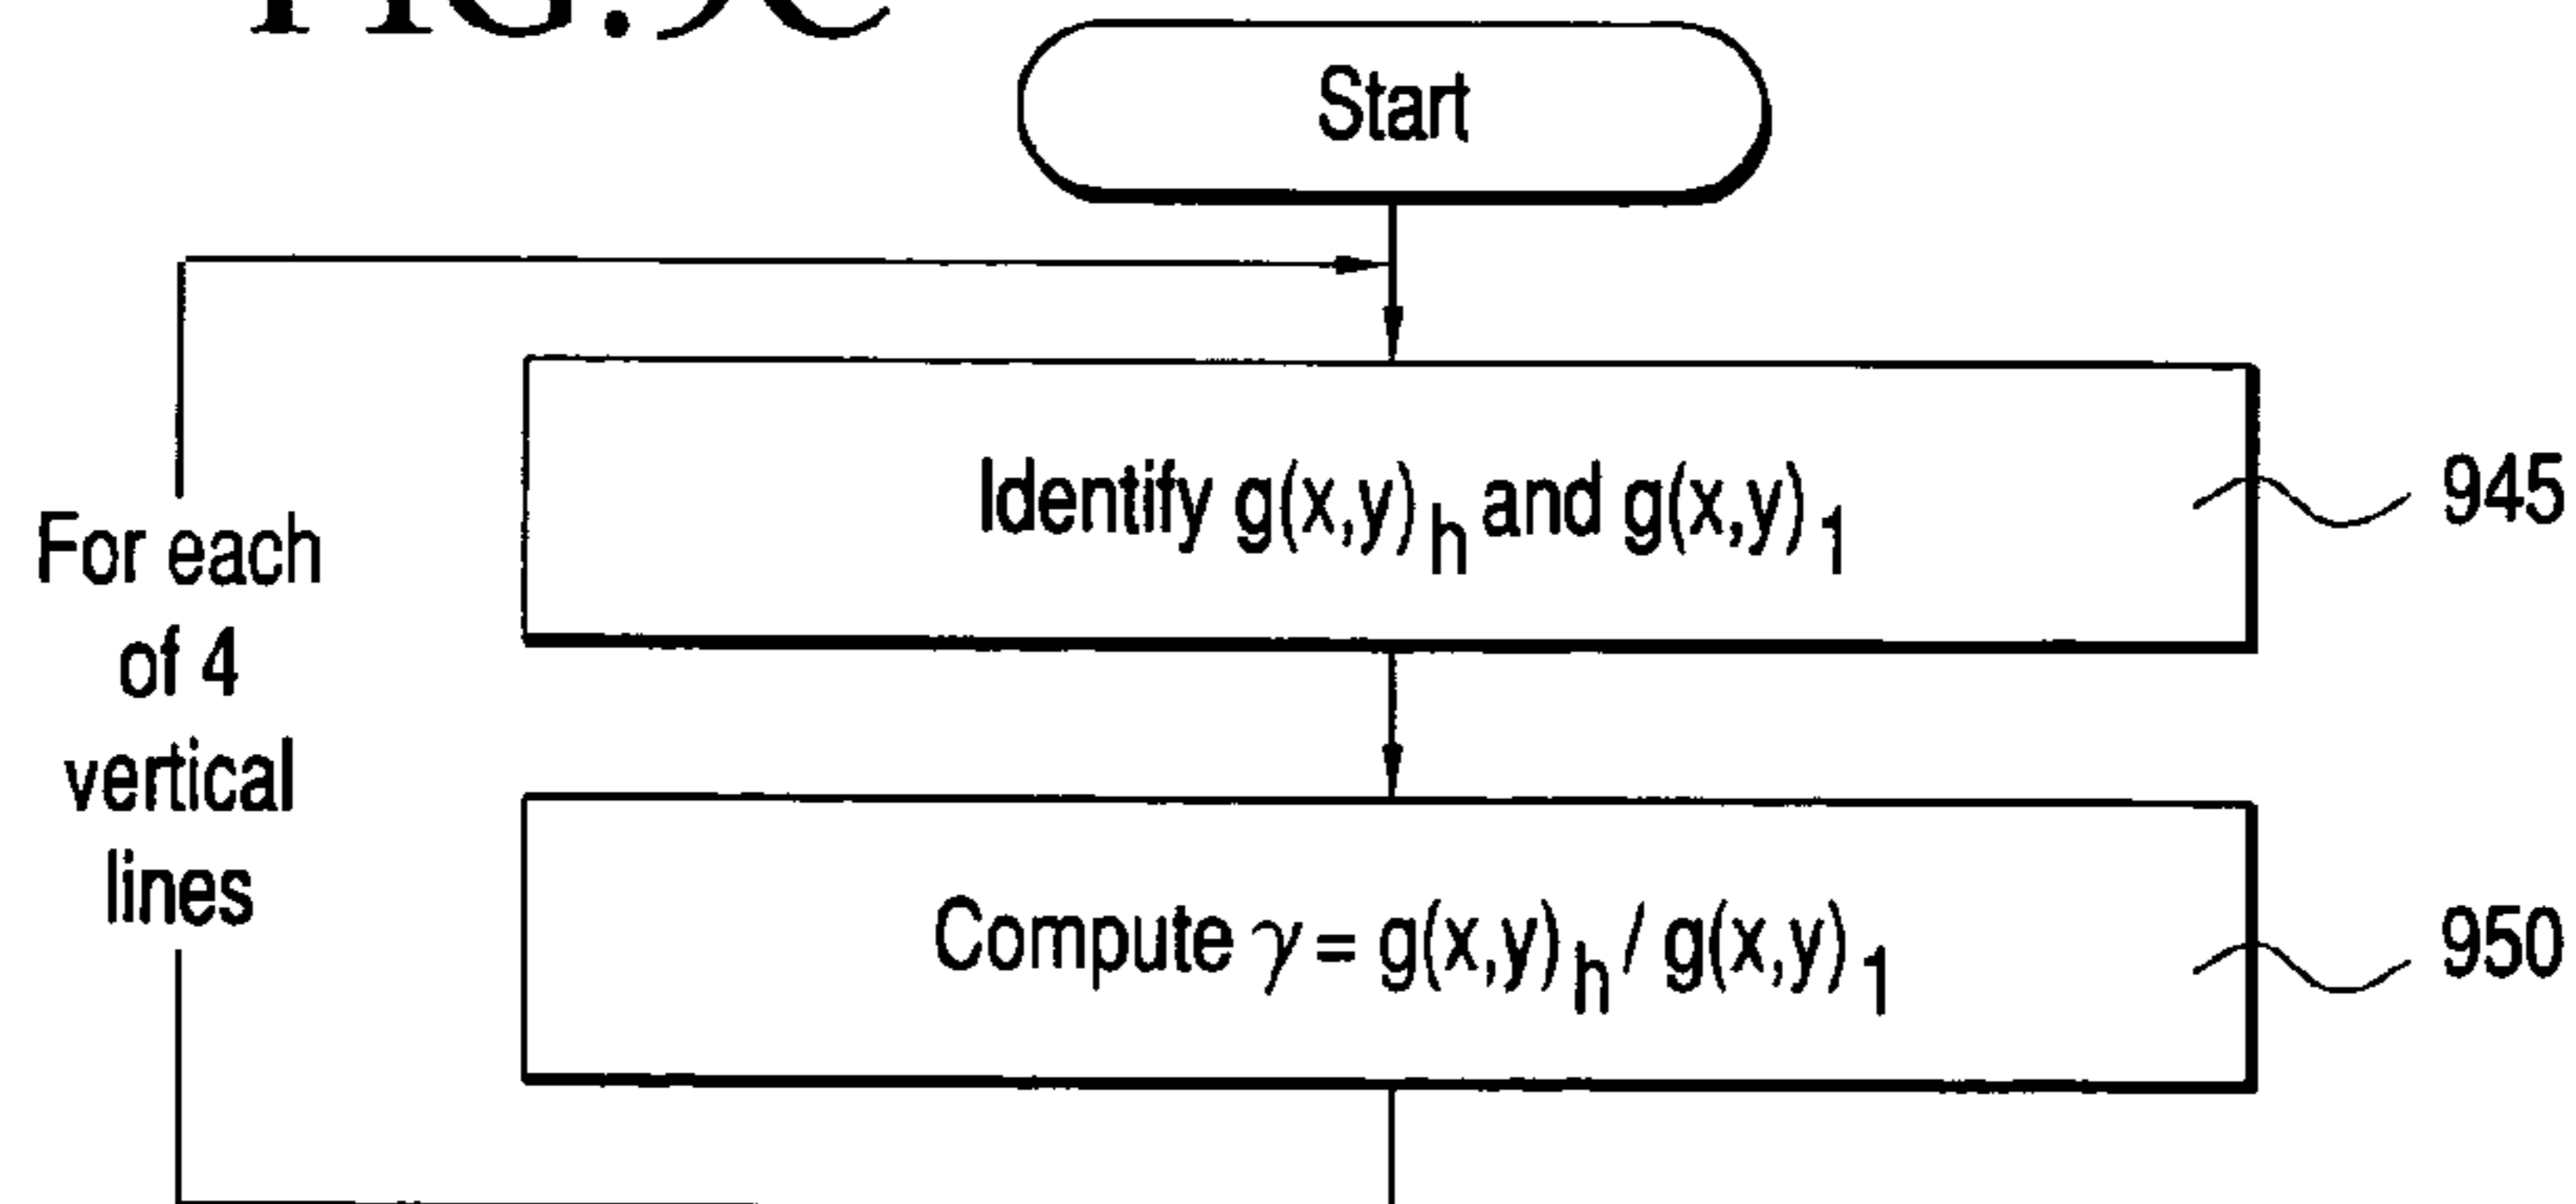 Start
Identify g(x,y)h and g(x,y)1
945
For each
of 4
vertical
lines
Compute γ = g(x,y)h / g(x,y)1
950